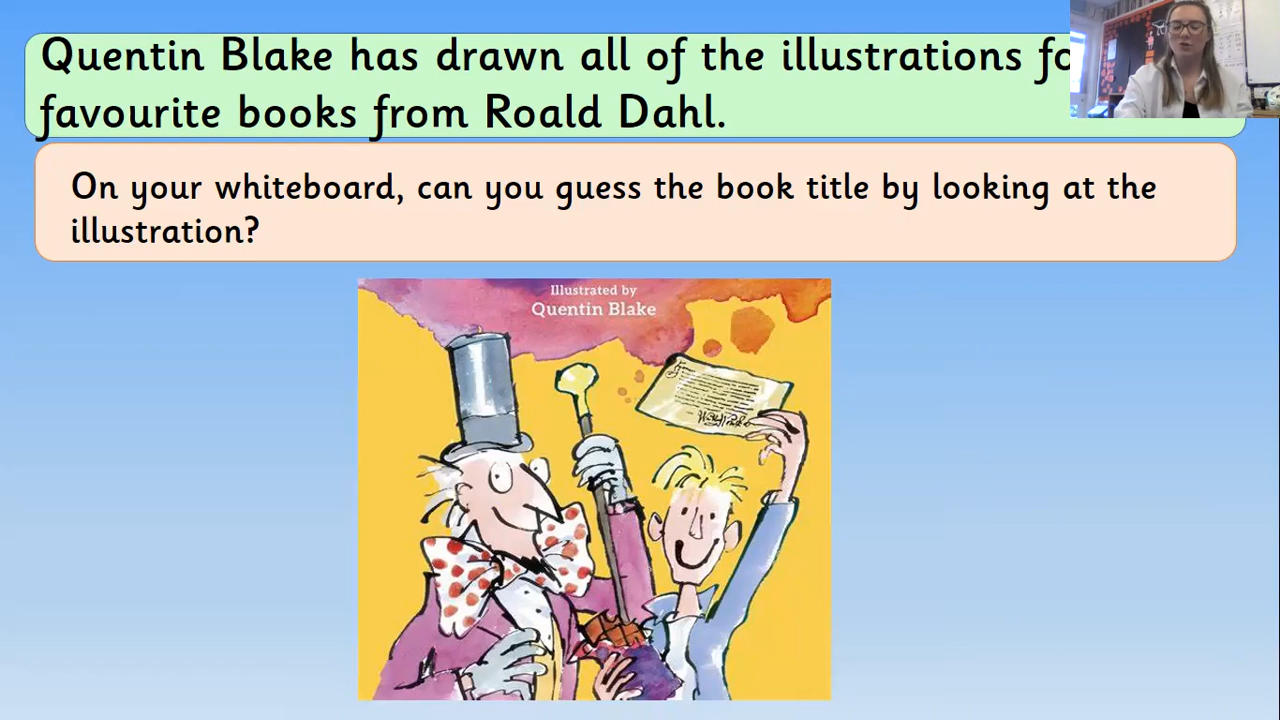 Quentin Blake has drawn all of the illustrations
favourite books from Roald Dahl.
On your whiteboard, can you guess the book title by looking at the
illustration?
Illustrated by
Quentin Blake